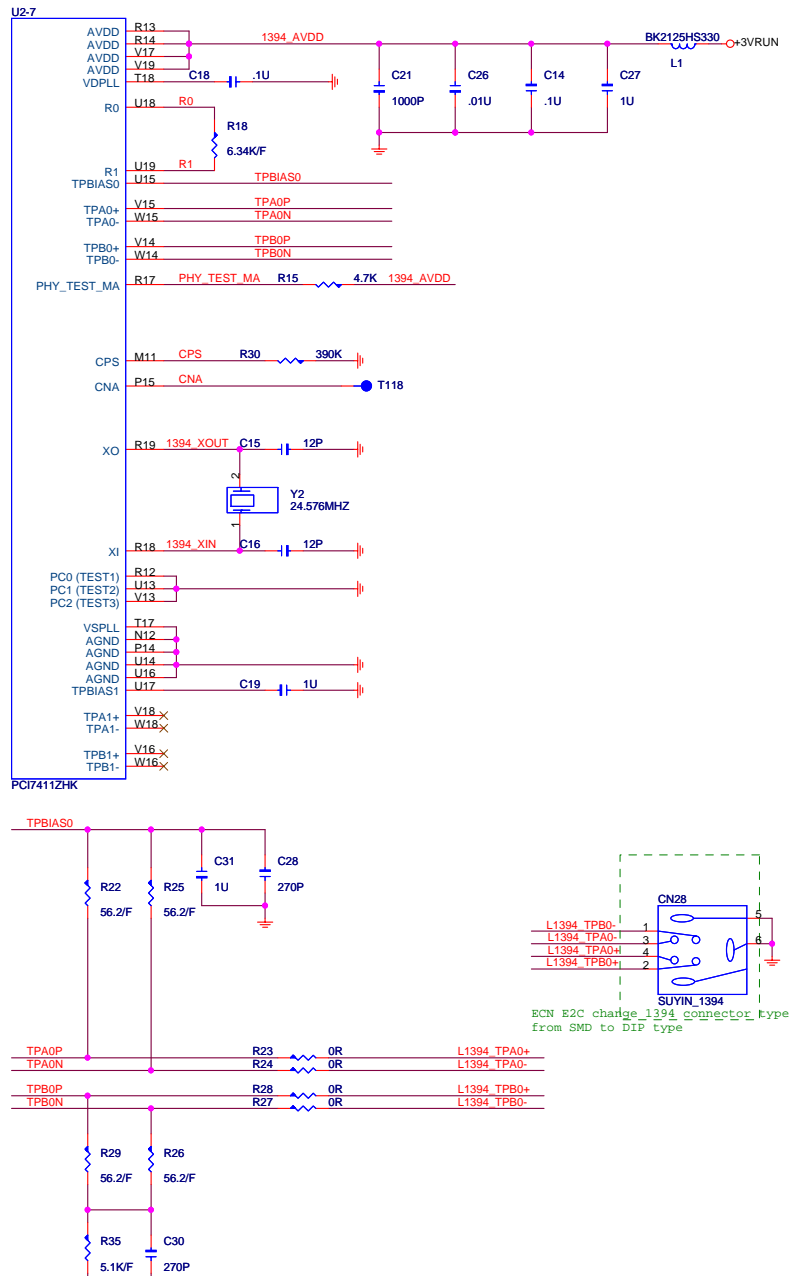 U2-7
AVDD R13
AVDD R14 1394_AVDD BK2125HS330 +3VRUN
AVDD V17 L1
AVDD V19
VDPLL T18 C18 .1U
C21 C26 C14 C27
1000P .01U .1U 1U
R0 U18 R0
R18
6.34K/F
R1 U19 R1
TPBIAS0 U15 TPBIAS0
TPA0+ V15 TPA0P
TPA0- W15 TPA0N
TPB0+ V14 TPB0P
TPB0- W14 TPB0N
PHY_TEST_MA R17 PHY_TEST_MA R15 4.7K 1394_AVDD
CPS M11 CPS R30 390K
CNA P15 CNA T118
XO R19 1394_XOUT C15 12P
2
Y2
24.576MHZ
1
XI R18 1394_XIN C16 12P
PC0 (TEST1) R12
PC1 (TEST2) U13
PC2 (TEST3) V13
VSPLL T17
AGND N12
AGND P14
AGND U14
AGND U16
TPBIAS1 U17 C19 1U
TPA1+ V18
TPA1- W18
TPB1+ V16
TPB1- W16
PCI7411ZHK
TPBIAS0
R22 R25 C31 C28
56.2/F 56.2/F 1U 270P
CN28
5
L1394_TPB0- 1
L1394_TPA0- 3 6
L1394_TPA0+ 4
L1394_TPB0+ 2
SUYIN_1394
ECN E2C change 1394 connector type
from SMD to DIP type
TPA0P R23 0R L1394_TPA0+
TPA0N R24 0R L1394_TPA0-
TPB0P R28 0R L1394_TPB0+
TPB0N R27 0R L1394_TPB0-
R29 R26
56.2/F 56.2/F
R35 C30
5.1K/F 270P